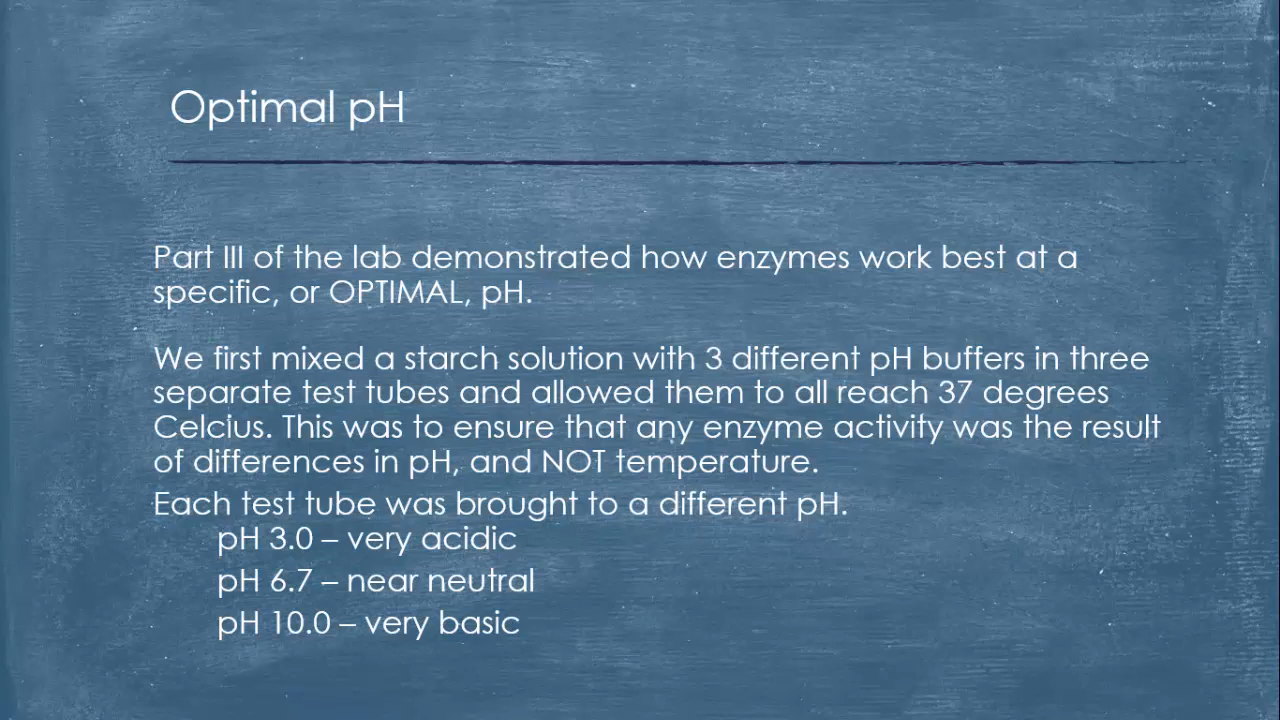 Optimal pH
Part III of the lab demonstrated how enzymes work best at a
specific, or OPTIMAL, pH.
We first mixed a starch solution with 3 different pH buffers in three
separate test tubes and allowed them to all reach 37 degrees
Celcius. This was to ensure that any enzyme activity was the result
of differences in pH, and NOT temperature.
Each test tube was brought to a different pH.
pH 3.0 – very acidic
pH 6.7 – near neutral
pH 10.0 – very basic